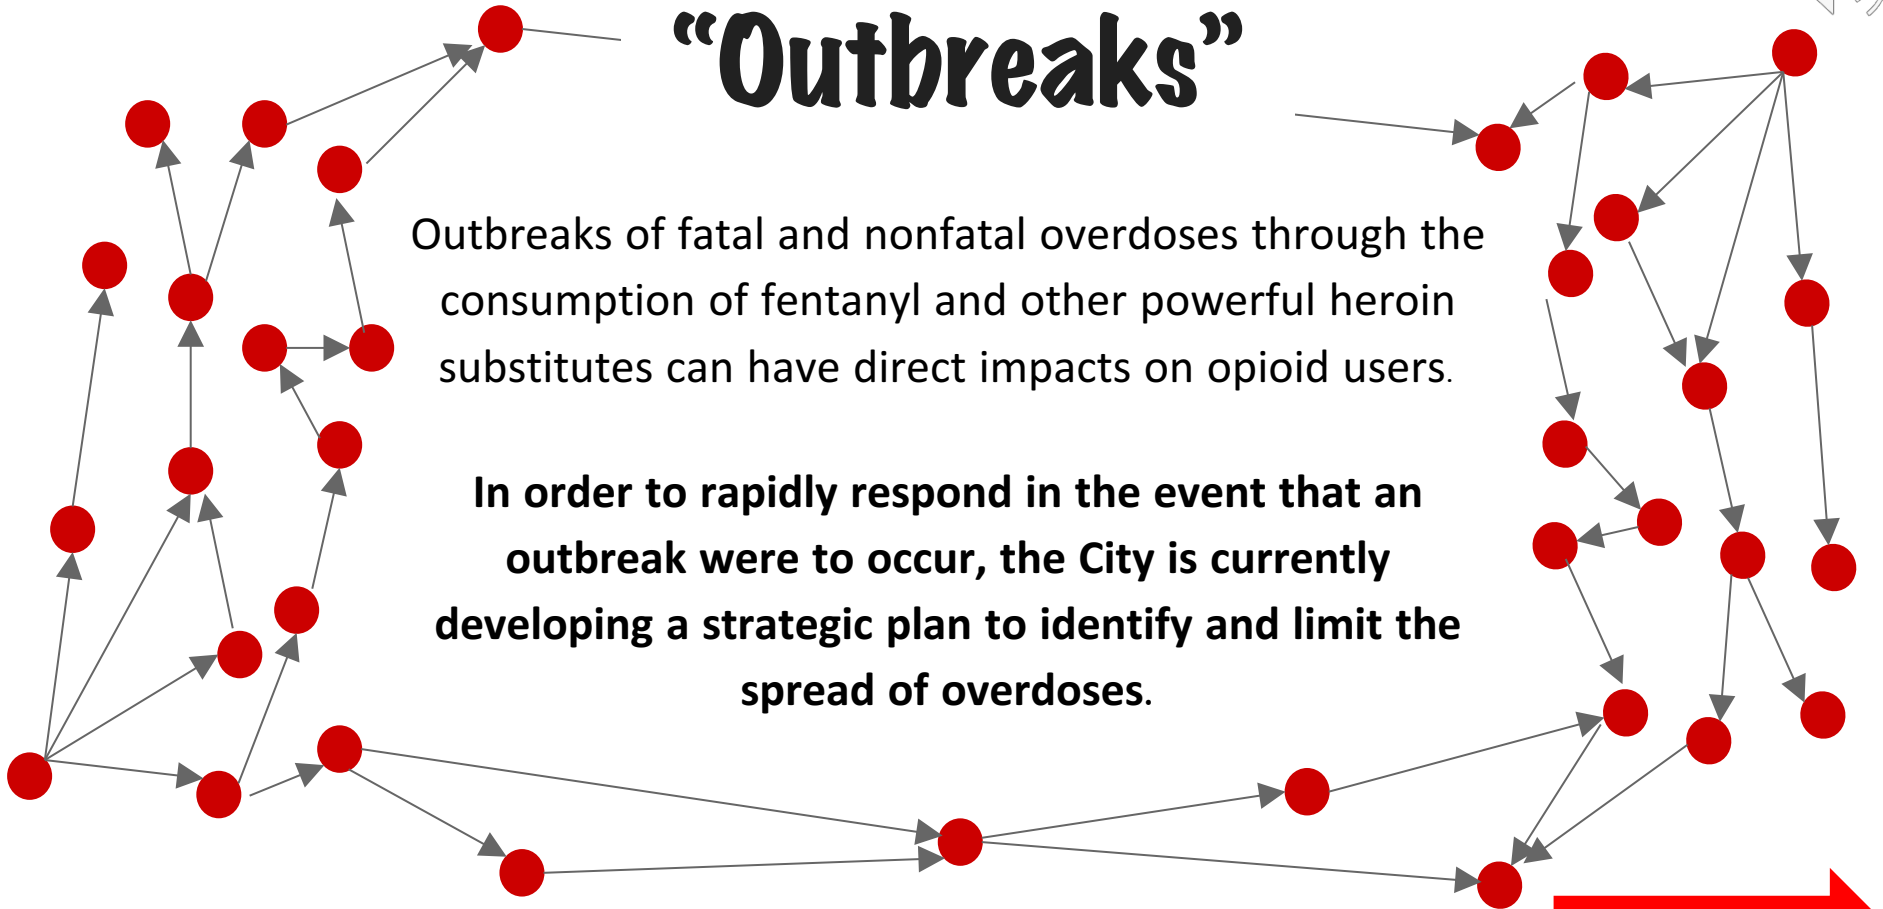 “Outbreaks”
Outbreaks of fatal and nonfatal overdoses through the
consumption of fentanyl and other powerful heroin
substitutes can have direct impacts on opioid users.
In order to rapidly respond in the event that an
outbreak were to occur, the City is currently
developing a strategic plan to identify and limit the
spread of overdoses.